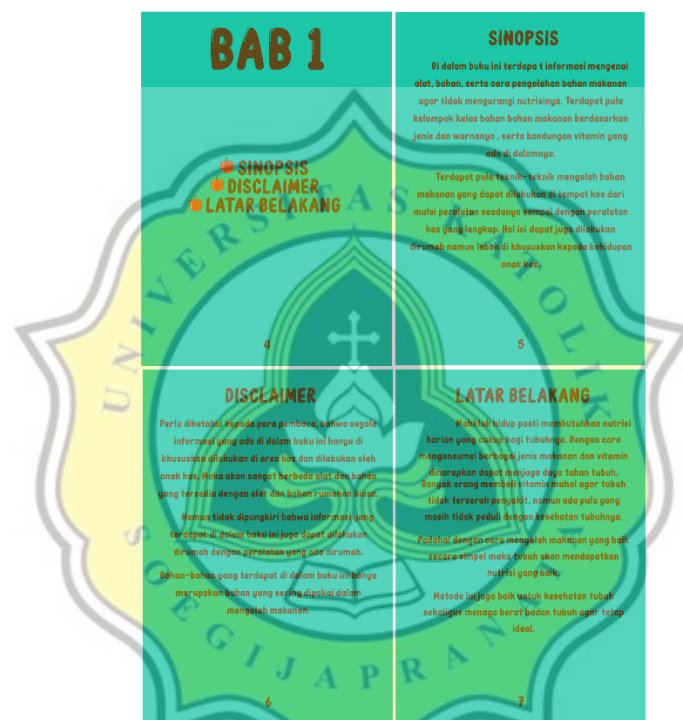 BAB 1
SINOPSIS
DISCLAIMER
LATAR BELAKANG
4
SINOPSIS
Di dalam buku ini terdapa t informasi mengenai
alat, bahan, serta cara pengolahan bahan makanan
agar tidak mengurangi nutrisinya. Terdapat pula
kelompok kelas bahan bahan makanan berdasarkan
jenis dan warnanya , serta kandungan vitamin yang
ada di dalamnya.
Terdapat pula teknik-teknik mengolah bahan
makanan yang dapat dilakukan di tempat kos dari
mulai peralatan seadanya sampai dengan peralatan
kos yang lengkap. Hal ini dapat juga dilakukan
dirumah namun lebih di khususkan kepada kehidupan
anak kos.
5
DISCLAIMER
Perlu diketahui kepada para pembaca, bahwa segala
informasi yang ada di dalam buku ini hanya di
khususkan dilakukan di area kos dan dilakukan oleh
anak kos. Maka akan sangat berbeda alat dan bahan
yang tersedia dengan alat dan bahan rumahan biasa.
Namun tidak dipungkiri bahwa informasi yang
terdapat di dalam buku ini juga dapat dilakukan
dirumah dengan peralatan yang ada dirumah.
Bahan-bahan yang terdapat di dalam buku ini hanya
merupakan bahan yang sering dipakai dalam
mengolah makanan.
6
LATAR BELAKANG
Mahkluk hidup pasti membutuhkan nutrisi
harian yang cukup bagi tubuhnya. Dengan cara
mengonsumsi berbagai jenis makanan dan vitamin
diharapkan dapat menjaga daya tahan tubuh.
Banyak orang membeli vitamin mahal agar tubuh
tidak terserah penyakit, namun ada pula yang
masih tidak peduli dengan kesehatan tubuhnya.
Padahal dengan cara mengolah makanan yang baik
secara simpel maka tubuh akan mendapatkan
nutrisi yang baik.
Metode ini juga baik untuk kesehatan tubuh
sekaligus menaga berat badan tubuh agar tetap
ideal.
7
UNIVERSITAS KATOLIK
SOEGIJAPRANATA